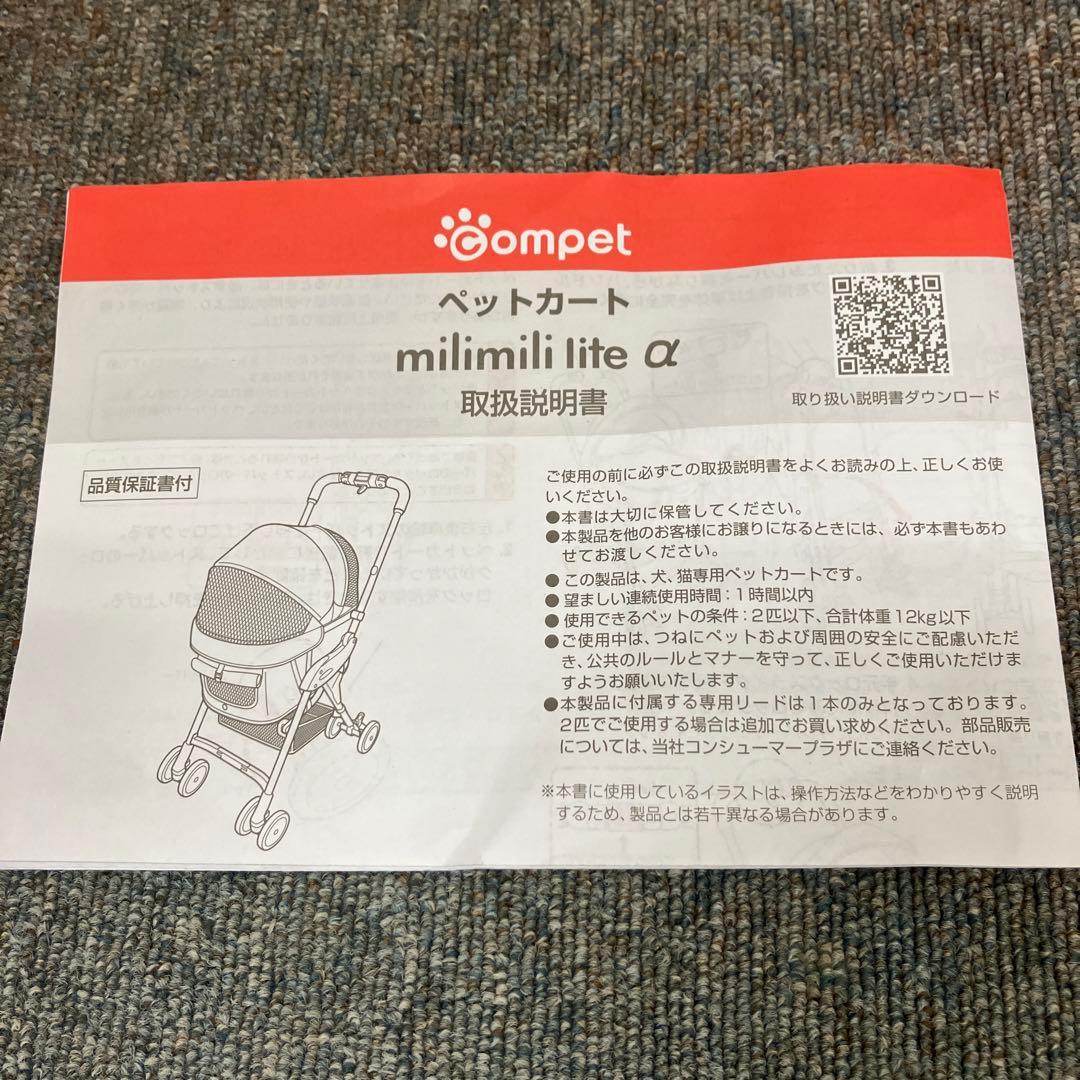 compet
ペットカート
milimili lite α
取扱説明書
取り扱い説明書ダウンロード
品質保証書付
ご使用の前に必ずこの取扱説明書をよくお読みの上、正しくお使
いください。
●本書は大切に保管してください。
●本製品を他のお客様にお譲りになるときには、必ず本書もあわ
せてお渡しください。
● この製品は、犬、猫専用ペットカートです。
● 望ましい連続使用時間：1時間以内
● 使用できるペットの条件：2匹以下、合計体重12kg以下
●ご使用中は、つねにペットおよび周囲の安全にご配慮いただ
き、公共のルールとマナーを守って、正しくご使用いただけま
すようお願いいたします。
●本製品に付属する専用リードは1本のみとなっております。
2匹でご使用する場合は追加でお買い求めください。部品販売
については、当社コンシューマープラザにご連絡ください。
※本書に使用しているイラストは、操作方法などをわかりやすく説明
するため、製品とは若干異なる場合があります。